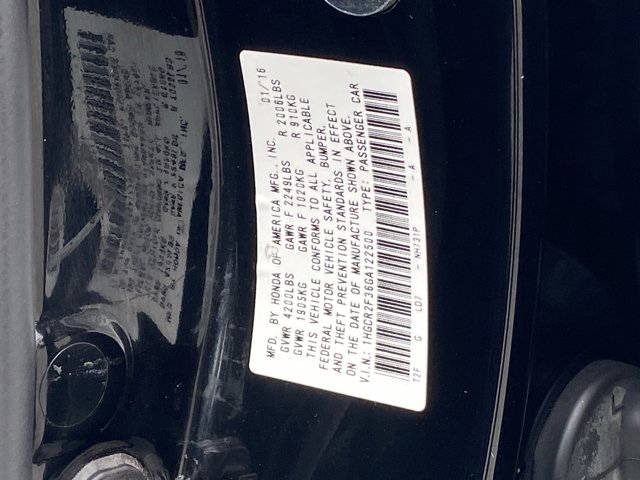 MFD. BY HONDA OF AMERICA MFG., INC. 01/16
GVWR 4200LBS GAWR F 2249LBS R 2006LBS
GVWR 1905KG GAWR F 1020KG R 910KG
THIS VEHICLE CONFORMS TO ALL APPLICABLE
FEDERAL MOTOR VEHICLE SAFETY, BUMPER,
AND THEFT PREVENTION STANDARDS IN EFFECT
ON THE DATE OF MANUFACTURE SHOWN ABOVE.
V.I.N.: 1HGCR2F36GA122500 TYPE: PASSENGER CAR
T2F G LD7 - NH731P - A - A